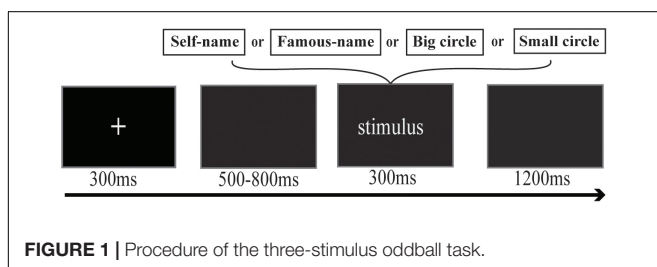 Self-name or Famous-name or Big circle or Small circle
+
stimulus
300ms 500-800ms 300ms 1200ms
FIGURE 1 | Procedure of the three-stimulus oddball task.